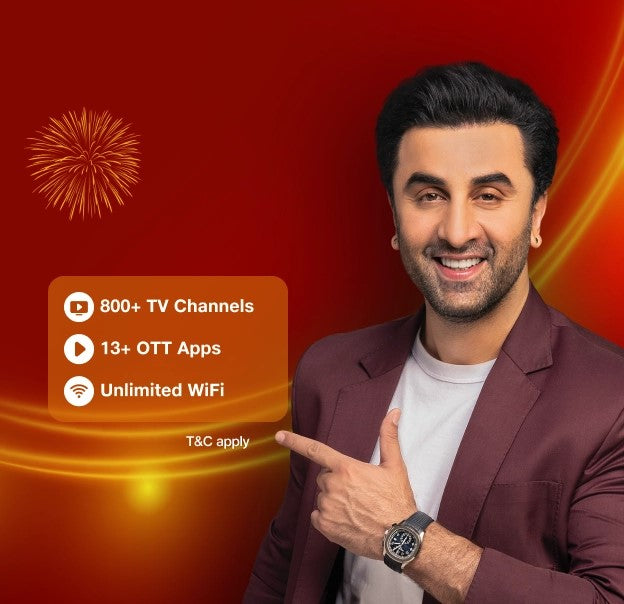 800+ TV Channels
13+ OTT Apps
Unlimited WiFi
T&C apply